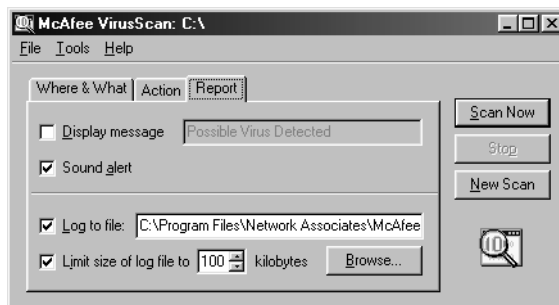 McAfee VirusScan: C:\
File Tools Help
Where & What Action Report
Display message Possible Virus Detected
Sound alert
Log to file: C:\Program Files\Network Associates\McAfee
Limit size of log file to 100 kilobytes Browse...
Scan Now
Stop
New Scan